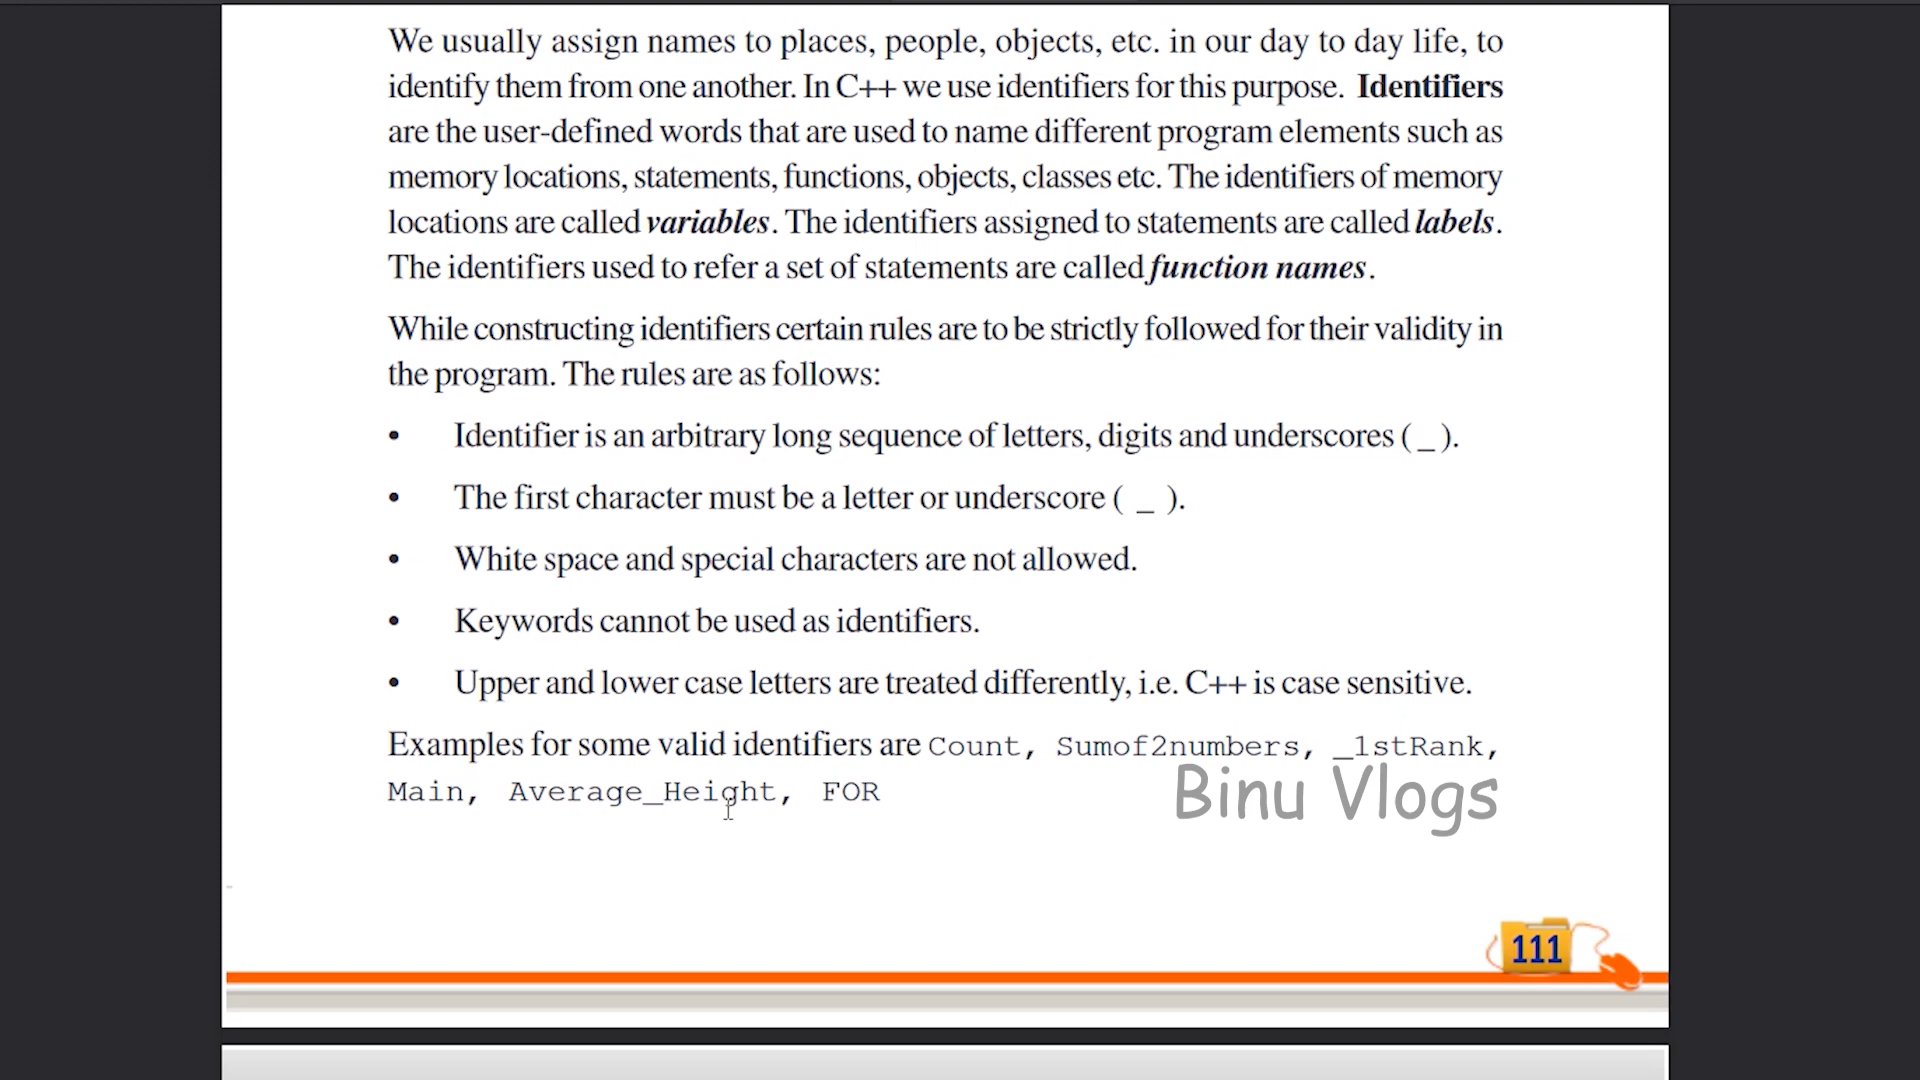 We usually assign names to places, people, objects, etc. in our day to day life, to
identify them from one another. In C++ we use identifiers for this purpose. Identifiers
are the user-defined words that are used to name different program elements such as
memory locations, statements, functions, objects, classes etc. The identifiers of memory
locations are called variables. The identifiers assigned to statements are called labels.
The identifiers used to refer a set of statements are called function names.
While constructing identifiers certain rules are to be strictly followed for their validity in
the program. The rules are as follows:
• Identifier is an arbitrary long sequence of letters, digits and underscores ( _ ).
• The first character must be a letter or underscore ( _ ).
• White space and special characters are not allowed.
• Keywords cannot be used as identifiers.
• Upper and lower case letters are treated differently, i.e. C++ is case sensitive.
Examples for some valid identifiers are Count, Sumof2numbers, _1stRank,
Main, Average_Height, FOR
Binu Vlogs
111